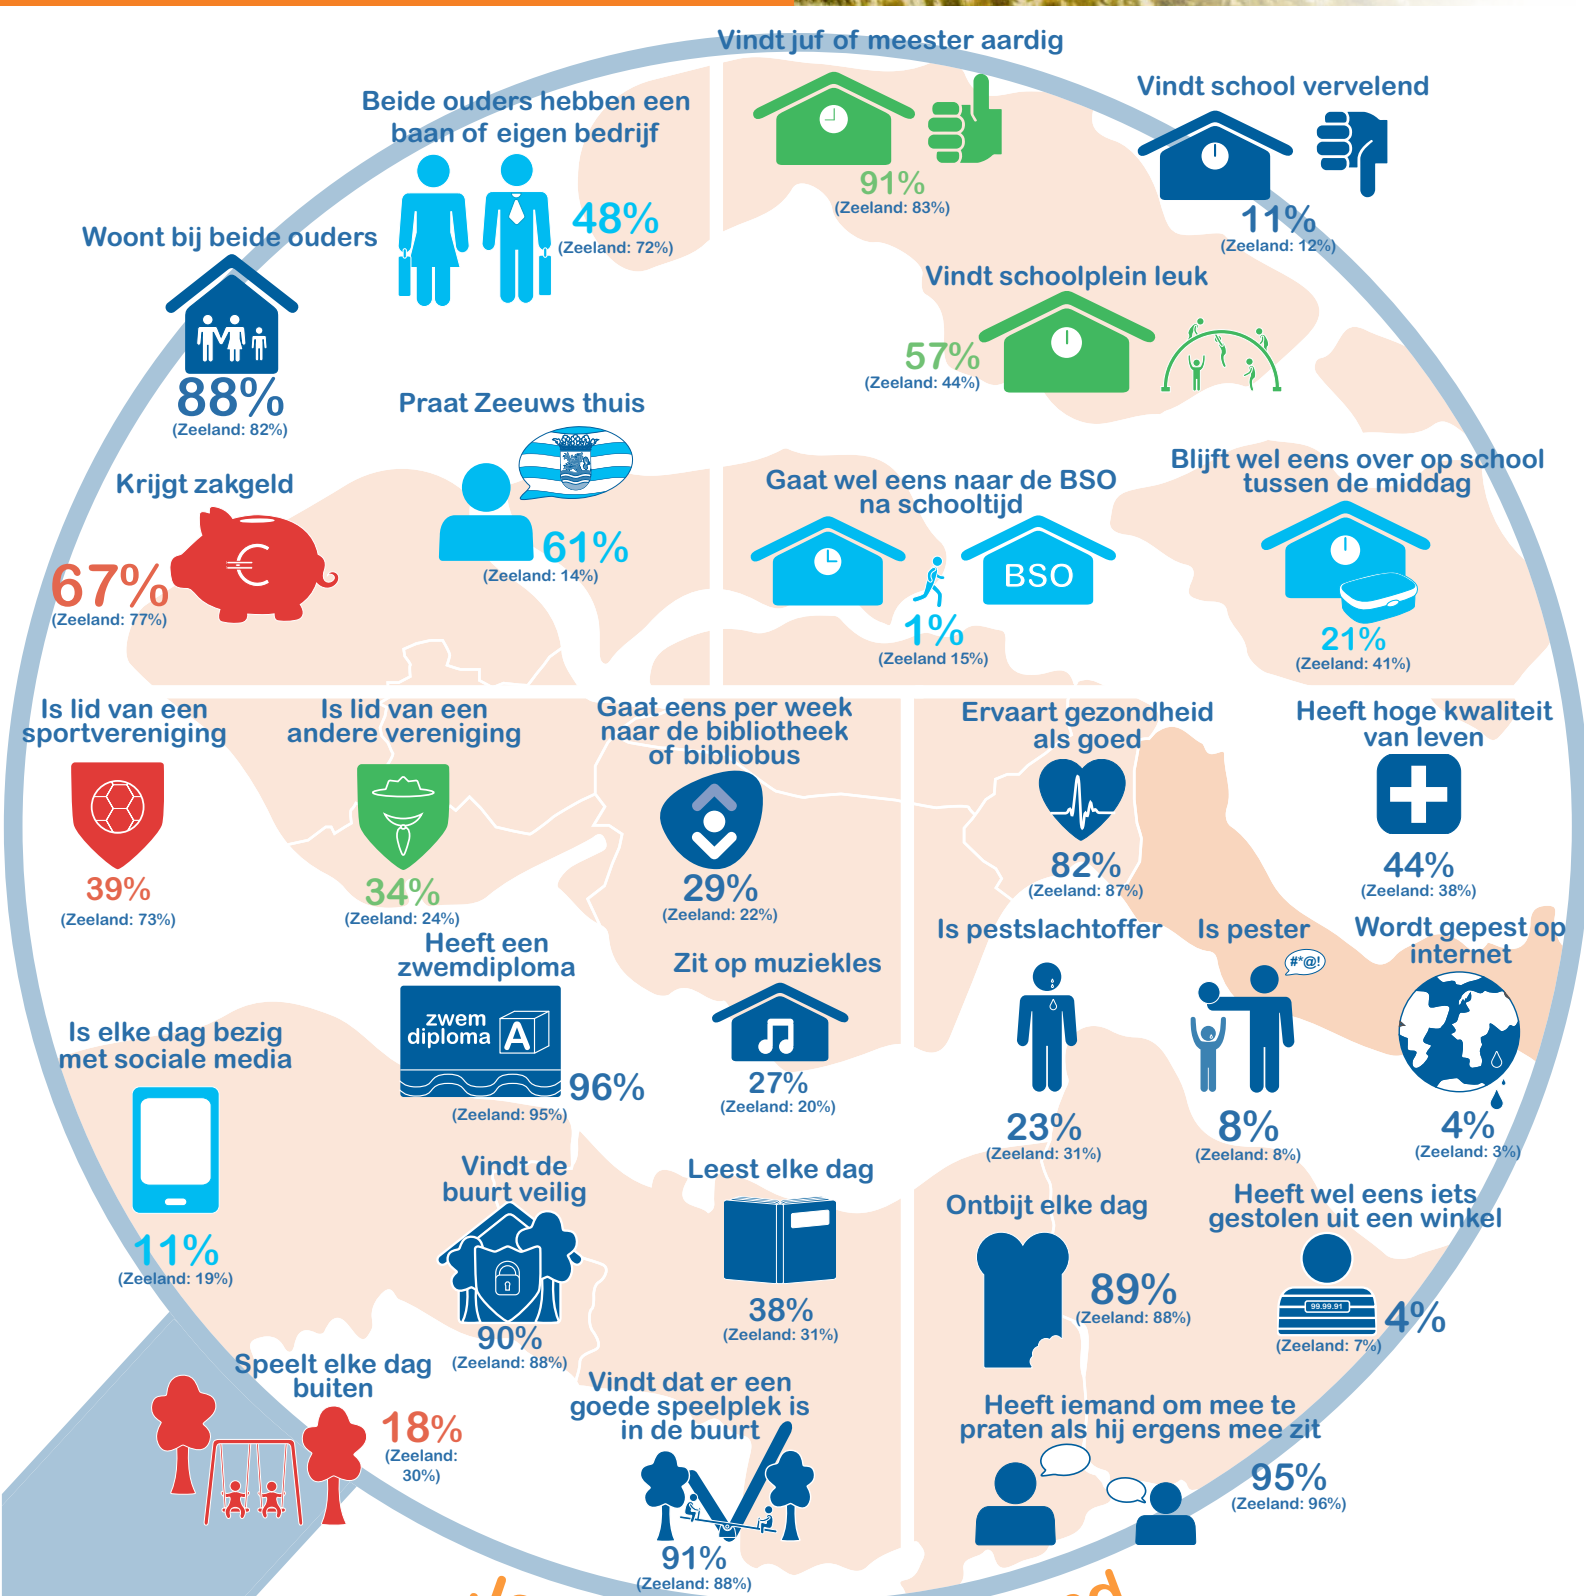 Vindt juf of meester aardig
91%
(Zeeland: 83%)
Vindt school vervelend
11%
(Zeeland: 12%)
Beide ouders hebben een
baan of eigen bedrijf
48%
(Zeeland: 72%)
Woont bij beide ouders
88%
(Zeeland: 82%)
Vindt schoolplein leuk
57%
(Zeeland: 44%)
Praat Zeeuws thuis
61%
(Zeeland: 14%)
Krijgt zakgeld
€
67%
(Zeeland: 77%)
Gaat wel eens naar de BSO
na schooltijd
BSO
1%
(Zeeland 15%)
Blijft wel eens over op school
tussen de middag
21%
(Zeeland: 41%)
Is lid van een
sportvereniging
39%
(Zeeland: 73%)
Is lid van een
andere vereniging
34%
(Zeeland: 24%)
Gaat eens per week
naar de bibliotheek
of bibliobus
29%
(Zeeland: 22%)
Ervaart gezondheid
als goed
82%
(Zeeland: 87%)
Heeft hoge kwaliteit
van leven
44%
(Zeeland: 38%)
Heeft een
zwemdiploma
zwem
diploma A
96%
(Zeeland: 95%)
Zit op muziekles
27%
(Zeeland: 20%)
Is pestslachtoffer
23%
(Zeeland: 31%)
Is pester
#*@!
8%
(Zeeland: 8%)
Wordt gepest op
internet
4%
(Zeeland: 3%)
Is elke dag bezig
met sociale media
11%
(Zeeland: 19%)
Vindt de
buurt veilig
90%
(Zeeland: 88%)
Leest elke dag
38%
(Zeeland: 31%)
Ontbijt elke dag
89%
(Zeeland: 88%)
Heeft wel eens iets
gestolen uit een winkel
99.99.91
4%
(Zeeland: 7%)
Speelt elke dag
buiten
18%
(Zeeland:
30%)
Vindt dat er een
goede speelplek is
in de buurt
91%
(Zeeland: 88%)
Heeft iemand om mee te
praten als hij ergens mee zit
95%
(Zeeland: 96%)